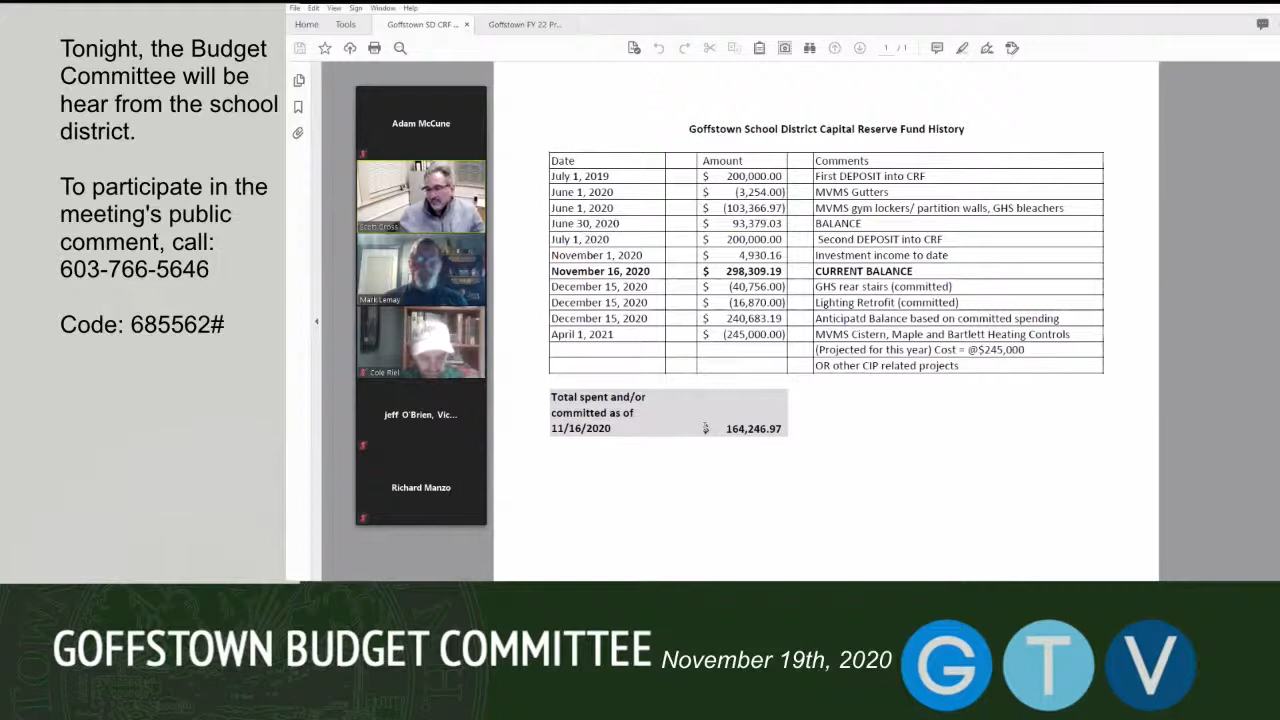 Tonight, the Budget
Committee will be
hear from the school
district.
To participate in the
meeting's public
comment, call:
603-766-5646
Code: 685562#
File Edit View Sign Window Help
Home Tools Goffstown SD CRF ... × Goffstown FY 22 Pr...
1 / 1
Adam McCune
Scott Gross
Mark Lemay
Cole Riel
jeff O'Brien, Vic...
Richard Manzo
Goffstown School District Capital Reserve Fund History
Date Amount Comments
July 1, 2019 $ 200,000.00 First DEPOSIT into CRF
June 1, 2020 $ (3,254.00) MVMS Gutters
June 1, 2020 $ (103,366.97) MVMS gym lockers/ partition walls, GHS bleachers
June 30, 2020 $ 93,379.03 BALANCE
July 1, 2020 $ 200,000.00 Second DEPOSIT into CRF
November 1, 2020 $ 4,930.16 Investment income to date
November 16, 2020 $ 298,309.19 CURRENT BALANCE
December 15, 2020 $ (40,756.00) GHS rear stairs (committed)
December 15, 2020 $ (16,870.00) Lighting Retrofit (committed)
December 15, 2020 $ 240,683.19 Anticipatd Balance based on committed spending
April 1, 2021 $ (245,000.00) MVMS Cistern, Maple and Bartlett Heating Controls
(Projected for this year) Cost = @$245,000
OR other CIP related projects
Total spent and/or
committed as of
11/16/2020 $ 164,246.97
GOFFSTOWN BUDGET COMMITTEE November 19th, 2020 G T V